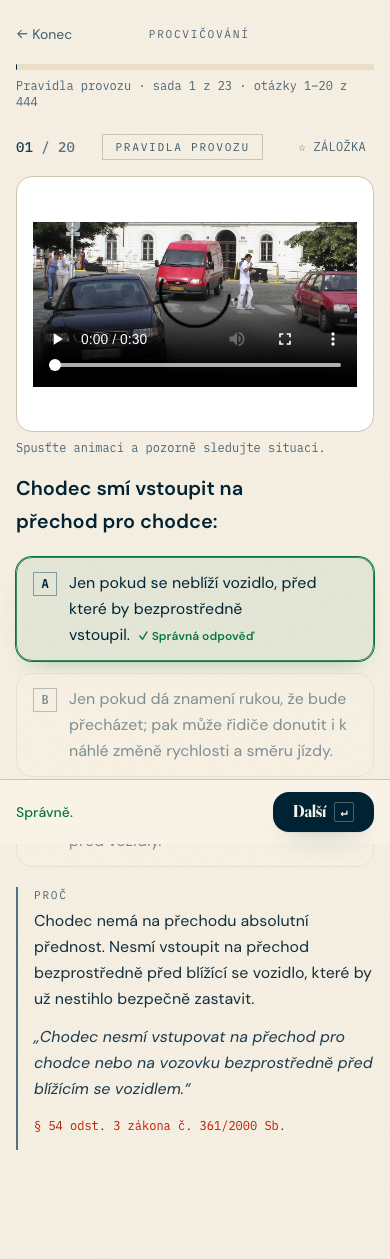 ← Konec
PROCVIČOVÁNÍ
Pravidla provozu · sada 1 z 23 · otázky 1–20 z
444
01 / 20
PRAVIDLA PROVOZU
☆ ZÁLOŽKA
0:00 / 0:30
Spusťte animaci a pozorně sledujte situaci.
Chodec smí vstoupit na
přechod pro chodce:
A
Jen pokud se neblíží vozidlo, před
které by bezprostředně
vstoupil. ✓ Správná odpověď
B
Jen pokud dá znamení rukou, že bude
přecházet; pak může řidiče donutit i k
náhlé změně rychlosti a směru jízdy.
Správně.
Další ↵
PROČ
Chodec nemá na přechodu absolutní
přednost. Nesmí vstoupit na přechod
bezprostředně před blížící se vozidlo, které by
už nestihlo bezpečně zastavit.
„Chodec nesmí vstupovat na přechod pro
chodce nebo na vozovku bezprostředně před
blížícím se vozidlem.“
§ 54 odst. 3 zákona č. 361/2000 Sb.